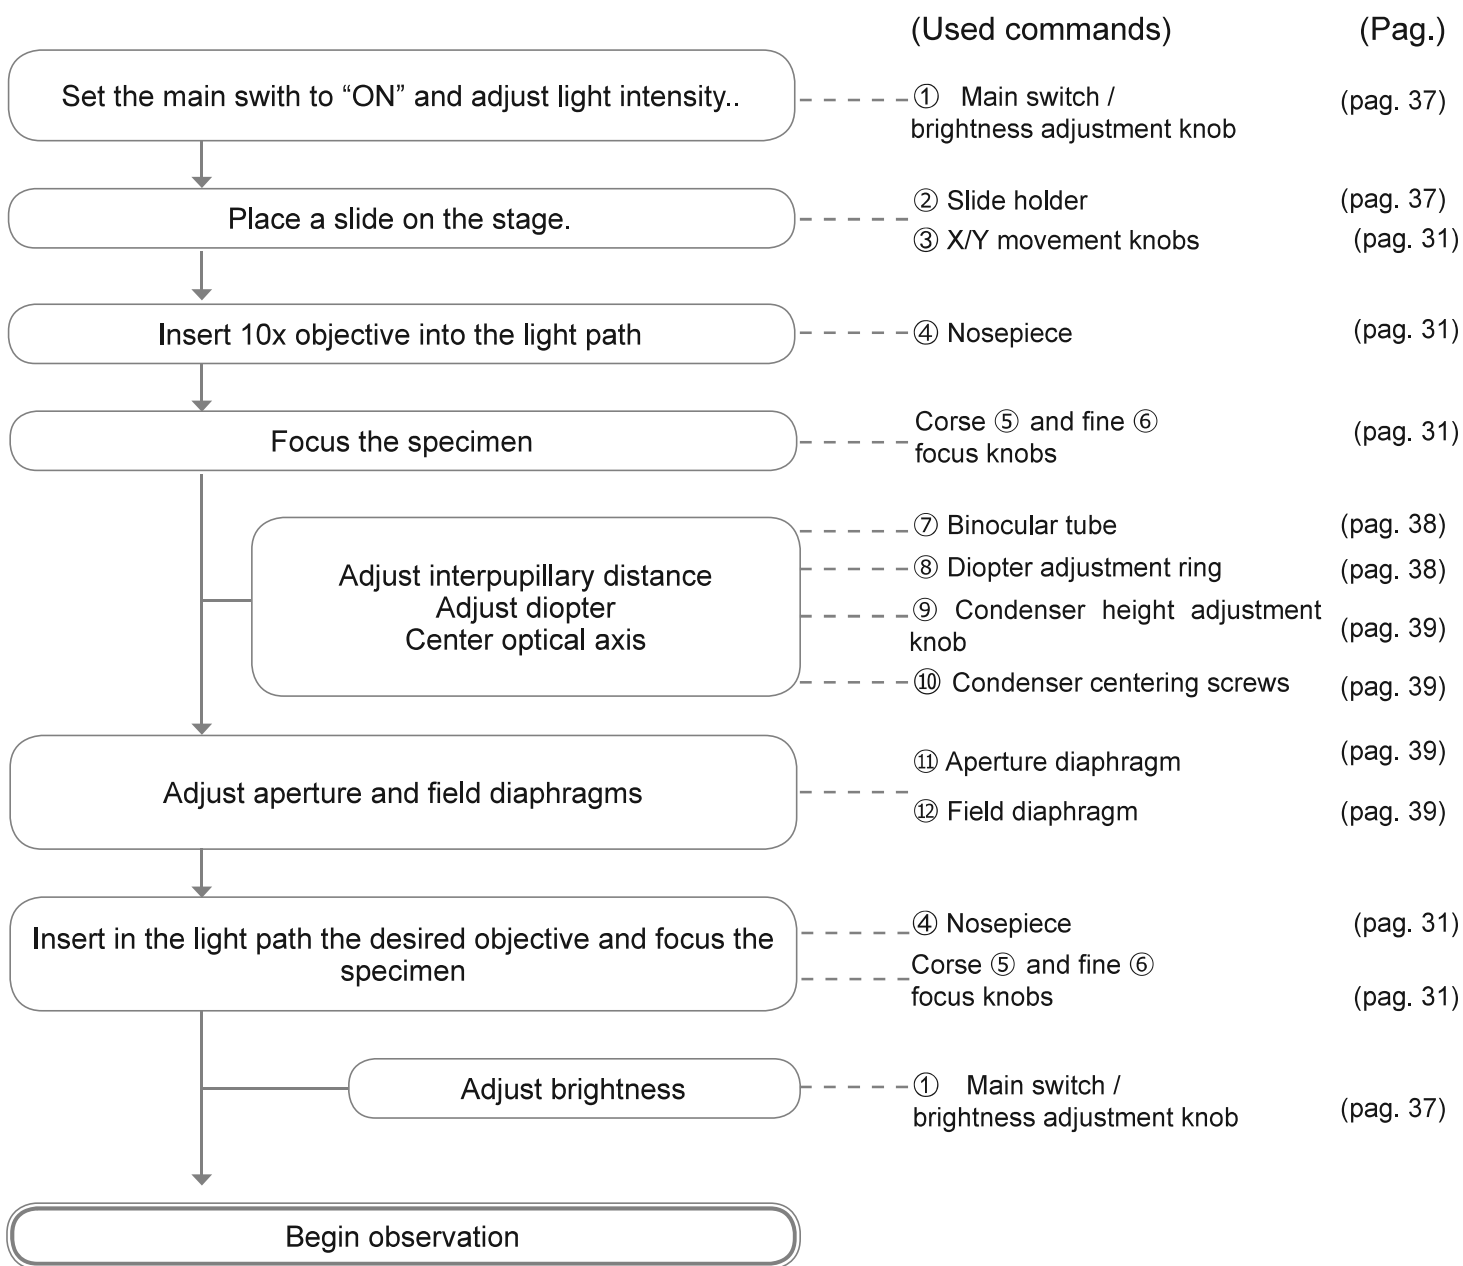 (Used commands) (Pag.)
Set the main swith to “ON” and adjust light intensity..
① Main switch / (pag. 37)
brightness adjustment knob
Place a slide on the stage.
② Slide holder (pag. 37)
③ X/Y movement knobs (pag. 31)
Insert 10x objective into the light path
④ Nosepiece (pag. 31)
Focus the specimen
Corse ⑤ and fine ⑥ (pag. 31)
focus knobs
Adjust interpupillary distance
Adjust diopter
Center optical axis
⑦ Binocular tube (pag. 38)
⑧ Diopter adjustment ring (pag. 38)
⑨ Condenser height adjustment
knob (pag. 39)
⑩ Condenser centering screws (pag. 39)
Adjust aperture and field diaphragms
⑪ Aperture diaphragm (pag. 39)
⑫ Field diaphragm (pag. 39)
Insert in the light path the desired objective and focus the
specimen
④ Nosepiece (pag. 31)
Corse ⑤ and fine ⑥
focus knobs (pag. 31)
Adjust brightness
① Main switch /
brightness adjustment knob (pag. 37)
Begin observation